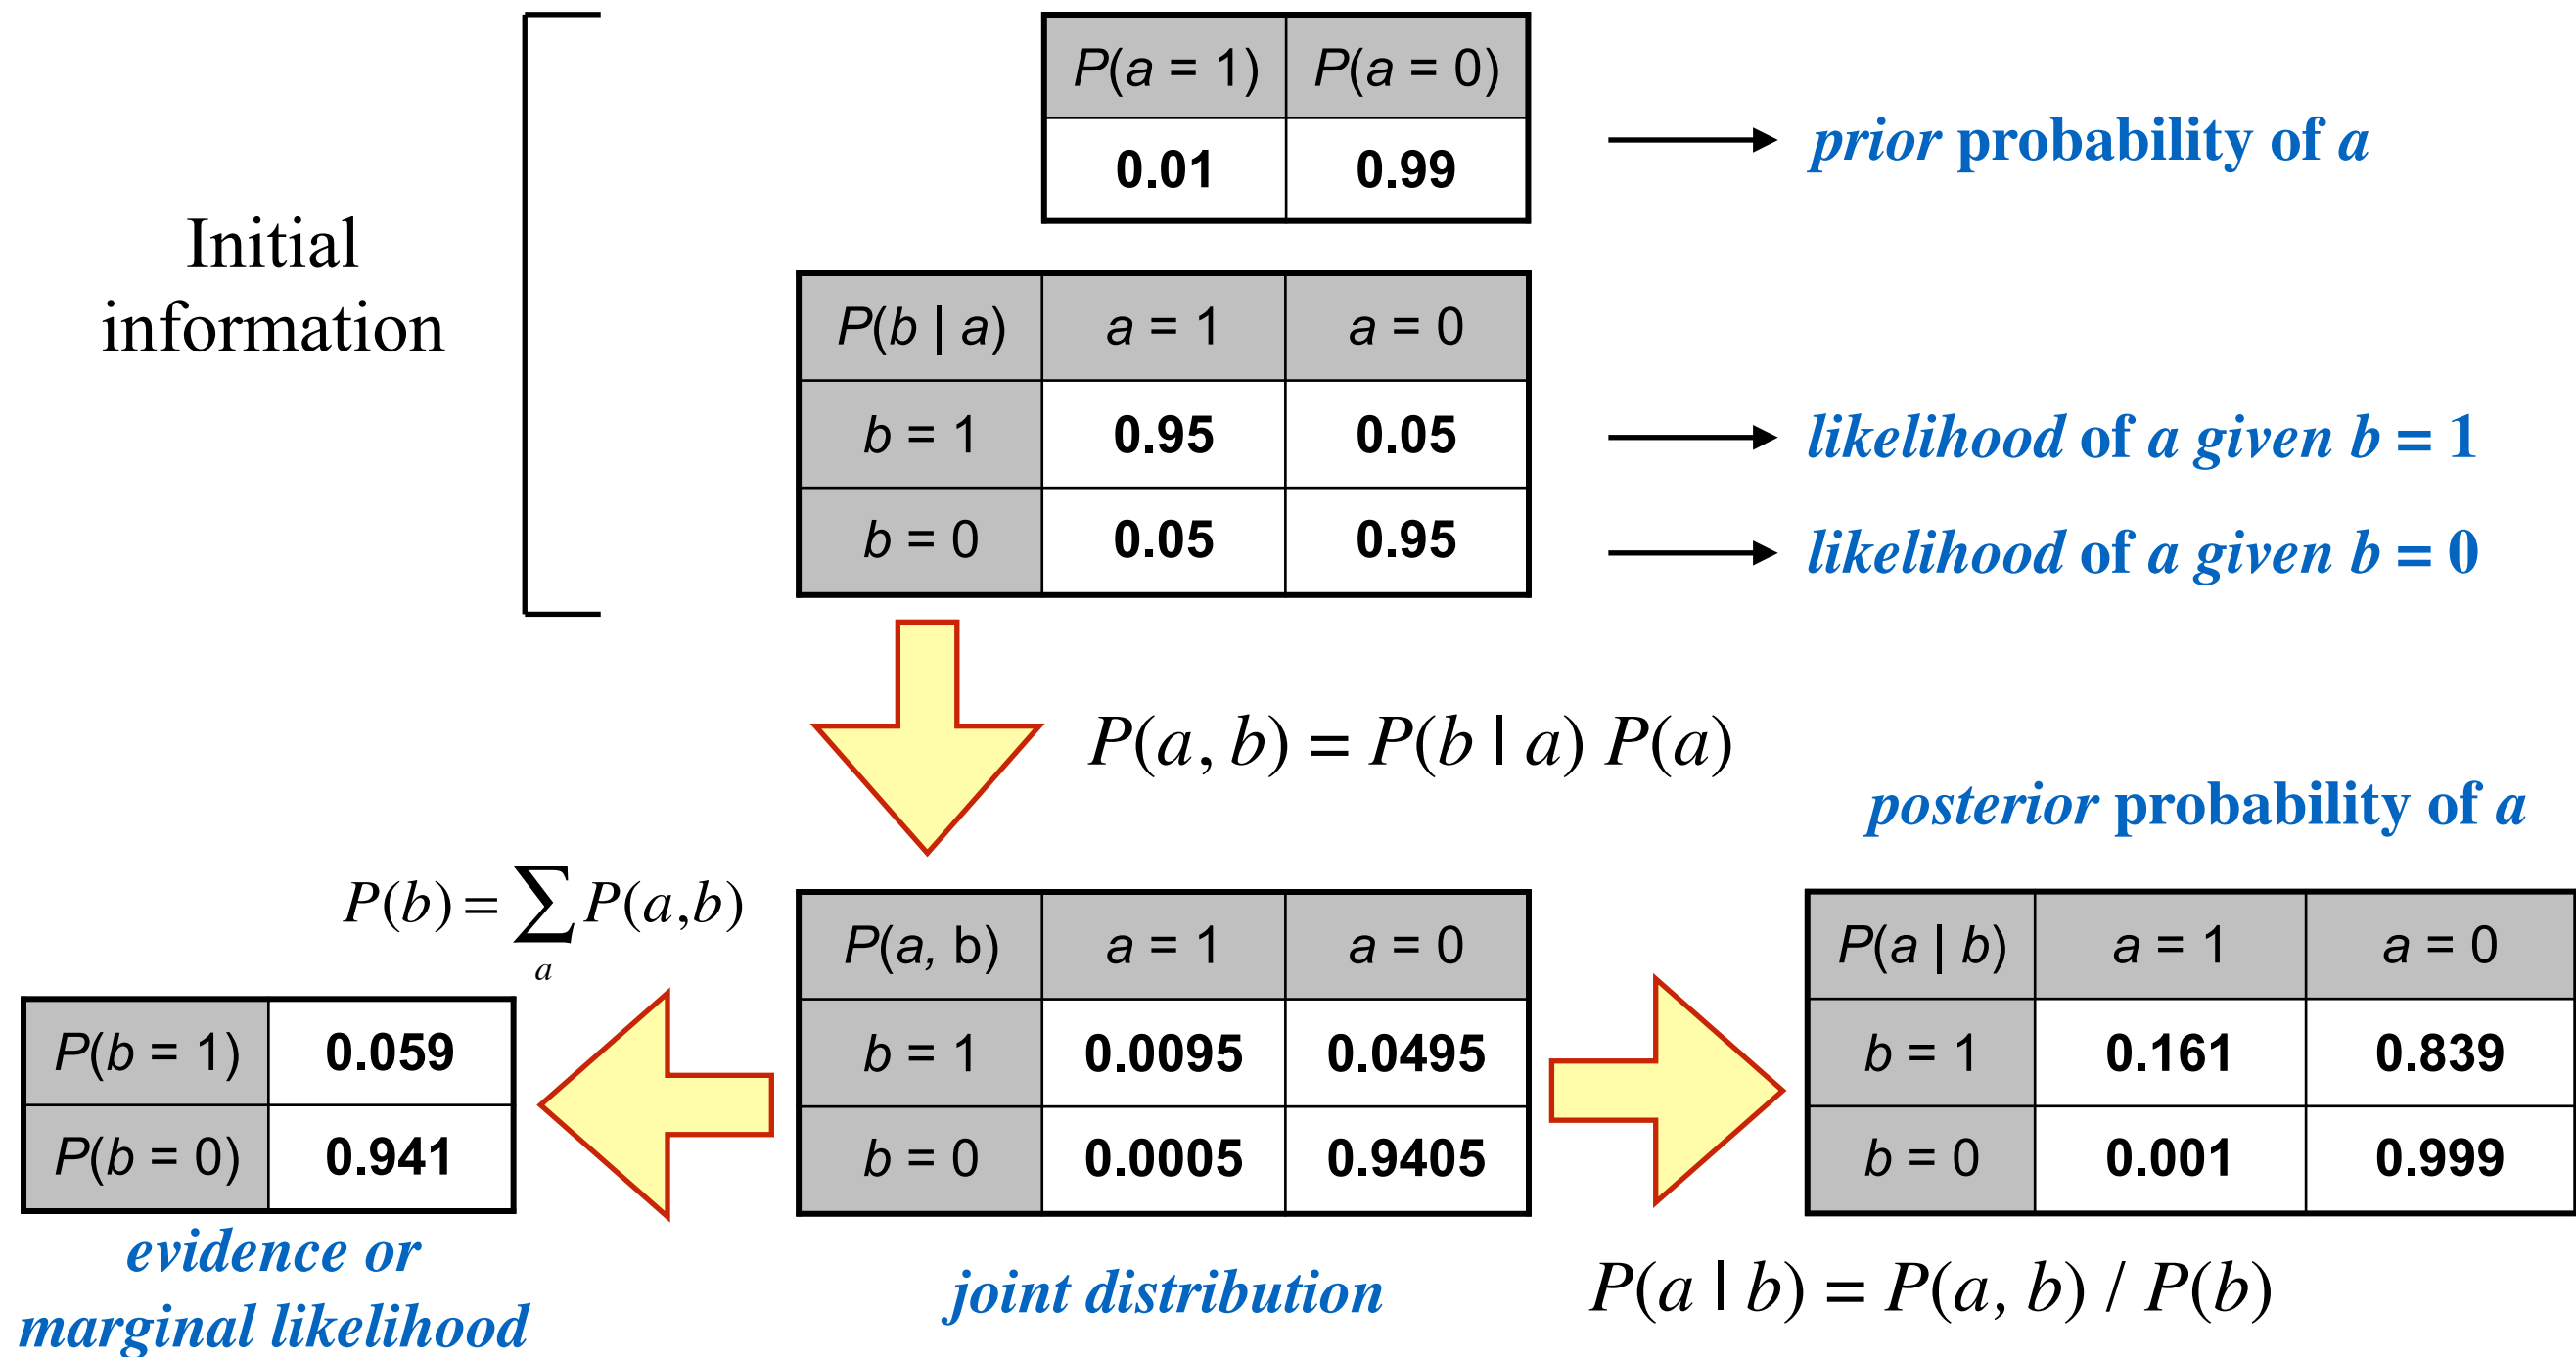 P(a = 1) P(a = 0)
0.01 0.99
prior probability of a
Initial
information
P(b | a) a = 1 a = 0
b = 1 0.95 0.05
likelihood of a given b = 1
b = 0 0.05 0.95
likelihood of a given b = 0
P(a, b) = P(b | a) P(a)
posterior probability of a
P(b) = ∑ P(a,b)
a
P(a, b) a = 1 a = 0
b = 1 0.0095 0.0495
b = 0 0.0005 0.9405
P(a | b) a = 1 a = 0
b = 1 0.161 0.839
b = 0 0.001 0.999
P(b = 1) 0.059
P(b = 0) 0.941
evidence or
marginal likelihood
joint distribution
P(a | b) = P(a, b) / P(b)